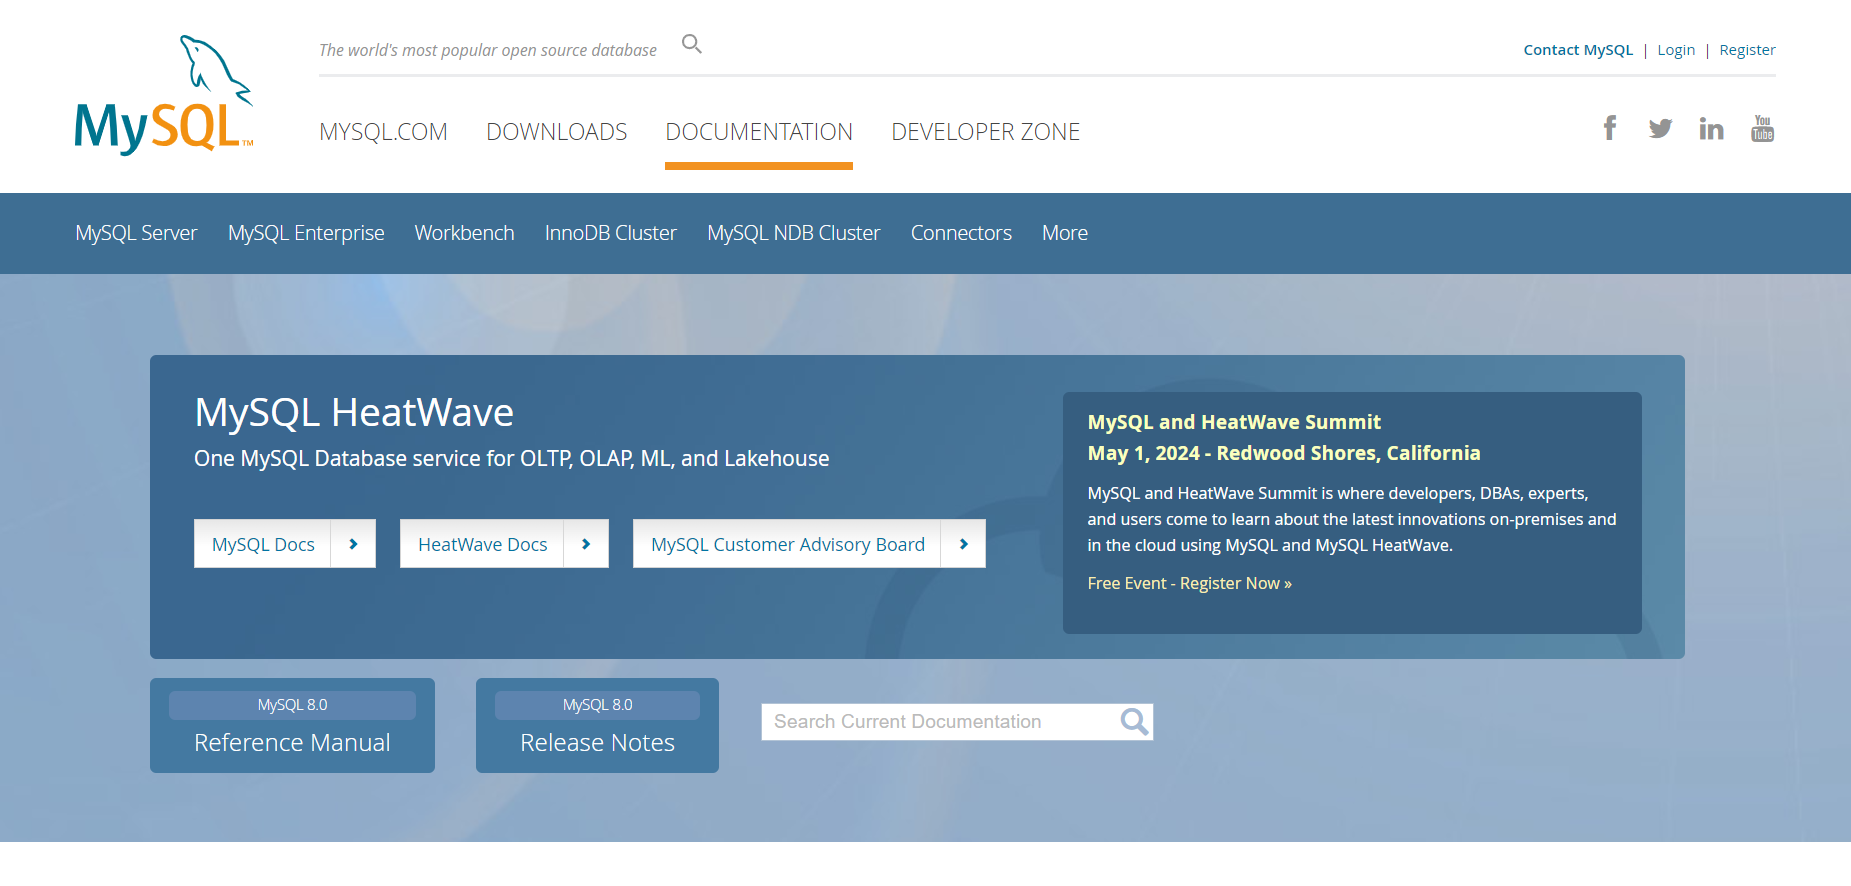 The world's most popular open source database
Contact MySQL | Login | Register
MySQL™
MYSQL.COM DOWNLOADS DOCUMENTATION DEVELOPER ZONE
You Tube
MySQL Server MySQL Enterprise Workbench InnoDB Cluster MySQL NDB Cluster Connectors More
MySQL HeatWave
One MySQL Database service for OLTP, OLAP, ML, and Lakehouse
MySQL Docs HeatWave Docs MySQL Customer Advisory Board
MySQL and HeatWave Summit
May 1, 2024 - Redwood Shores, California
MySQL and HeatWave Summit is where developers, DBAs, experts,
and users come to learn about the latest innovations on-premises and
in the cloud using MySQL and MySQL HeatWave.
Free Event - Register Now »
MySQL 8.0
Reference Manual
MySQL 8.0
Release Notes
Search Current Documentation